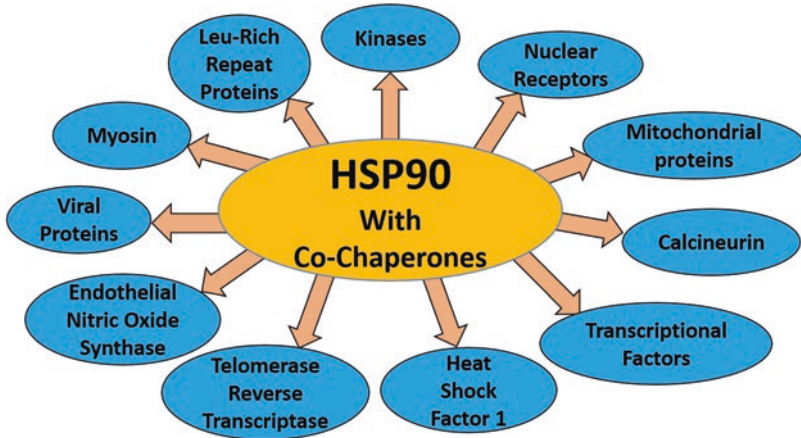 HSP90
With
Co-Chaperones
Kinases
Nuclear
Receptors
Mitochondrial
proteins
Calcineurin
Transcriptional
Factors
Heat
Shock
Factor 1
Telomerase
Reverse
Transcriptase
Endothelial
Nitric Oxide
Synthase
Viral
Proteins
Myosin
Leu-Rich
Repeat
Proteins